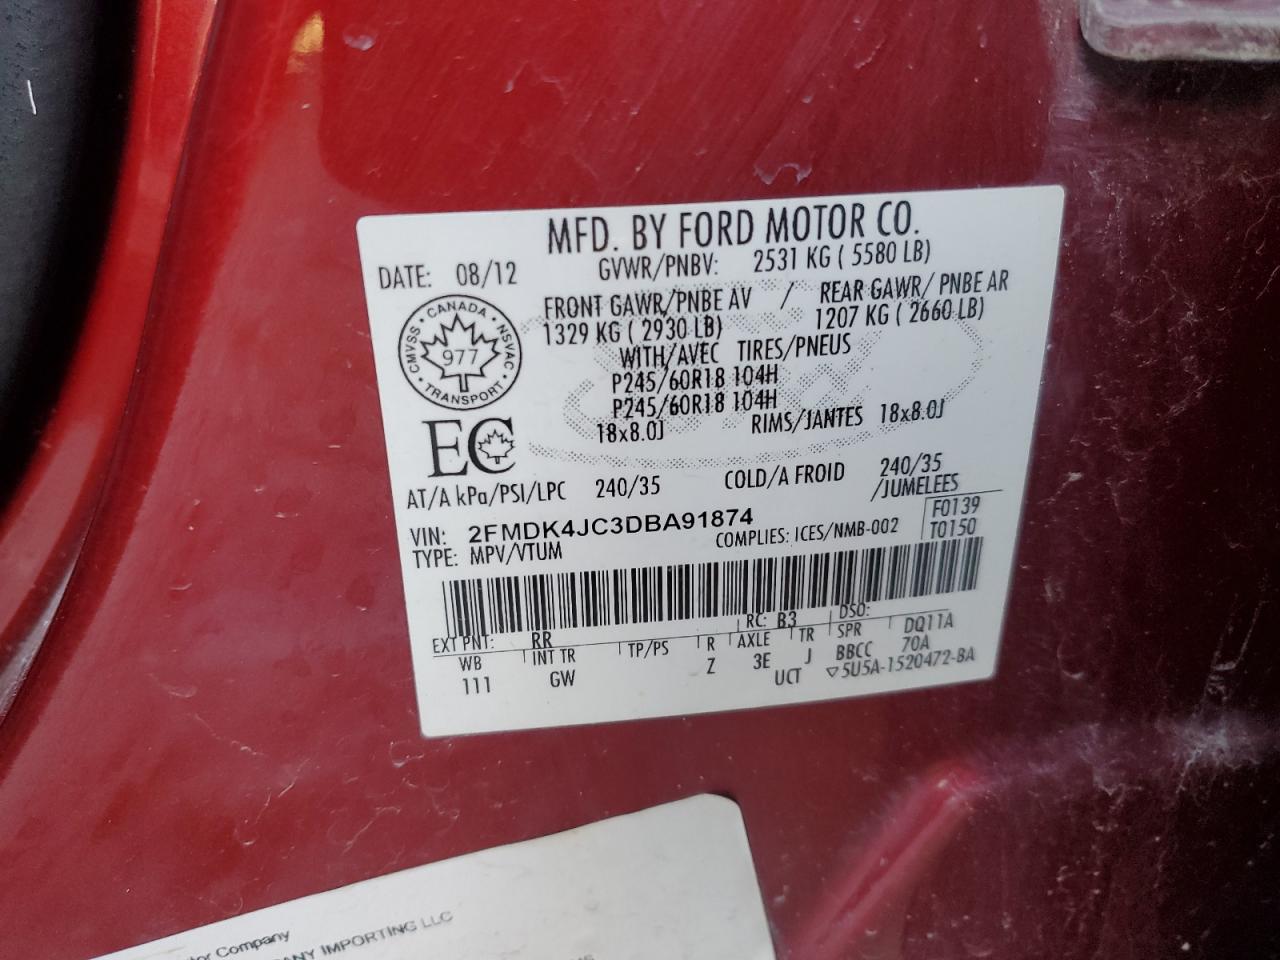 MFD. BY FORD MOTOR CO.
DATE: 08/12 GVWR/PNBV: 2531 KG ( 5580 LB)
FRONT GAWR/PNBE AV / REAR GAWR/ PNBE AR
1329 KG ( 2930 LB) 1207 KG ( 2660 LB)
WITH/AVEC TIRES/PNEUS
P245/60R18 104H
P245/60R18 104H
18x8.0J RIMS/JANTES 18x8.0J
CANADA
CMVSS 977 NSVAC
TRANSPORT
EC
AT/A kPa/PSI/LPC 240/35 COLD/A FROID 240/35
/JUMELEES
VIN: 2FMDK4JC3DBA91874 F0139
TYPE: MPV/VTUM COMPLIES: ICES/NMB-002 T0150
EXT PNT: RR RC: B3 DSO:
WB INT TR TP/PS R AXLE TR SPR DQ11A
111 GW Z 3E J BBCC 70A
UCT ▽5U5A-1520472-BA
Company
IMPORTING LLC